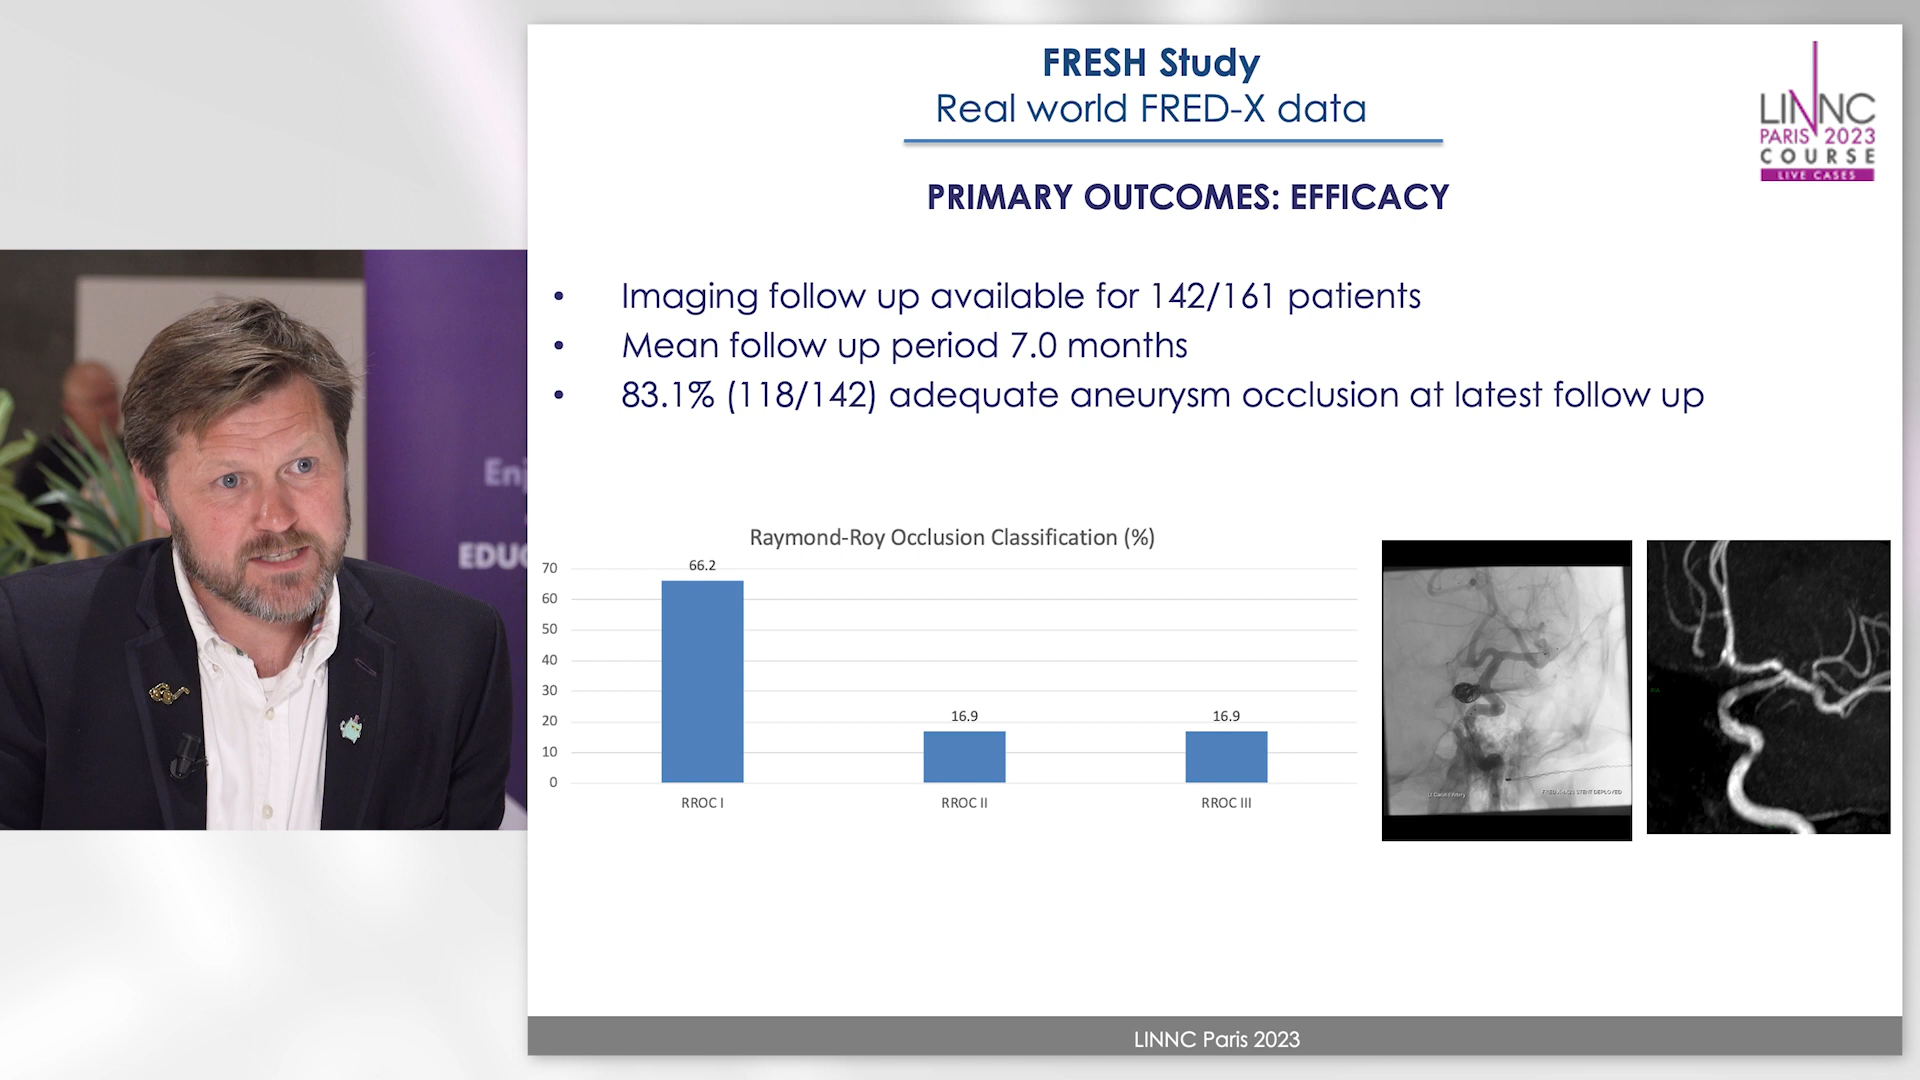 FRESH Study
Real world FRED-X data
LINNC
PARIS 2023
COURSE
LIVE CASES
PRIMARY OUTCOMES: EFFICACY
• Imaging follow up available for 142/161 patients
• Mean follow up period 7.0 months
• 83.1% (118/142) adequate aneurysm occlusion at latest follow up
Enj
EDUC
Raymond-Roy Occlusion Classification (%)
70
60
50
40
30
20
10
0
66.2
16.9
16.9
RROC I
RROC II
RROC III
LINNC Paris 2023